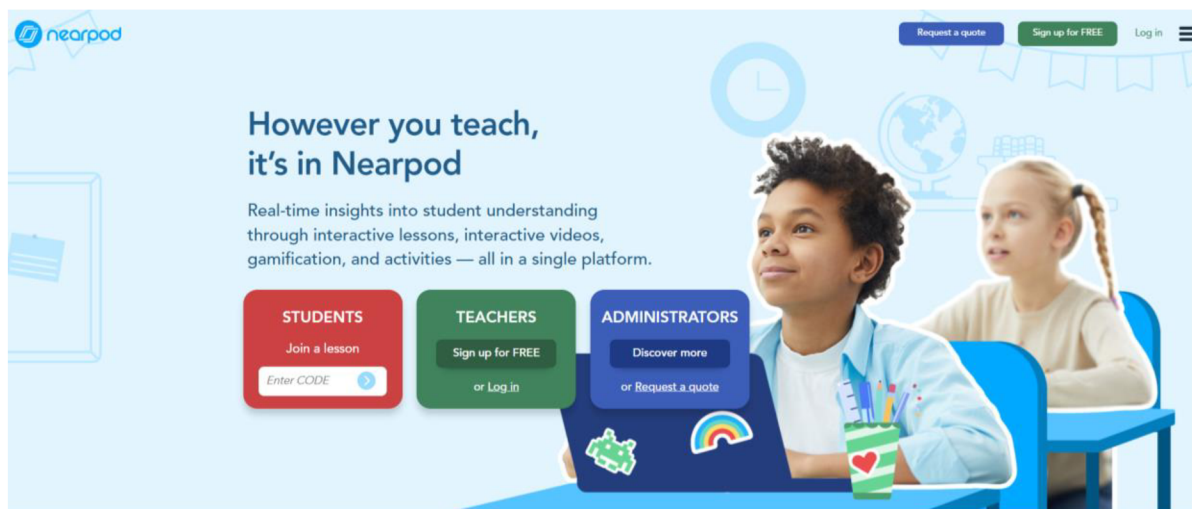 nearpod
Request a quote
Sign up for FREE
Log in
However you teach,
it's in Nearpod
Real-time insights into student understanding
through interactive lessons, interactive videos,
gamification, and activities — all in a single platform.
STUDENTS
Join a lesson
Enter CODE
TEACHERS
Sign up for FREE
or Log in
ADMINISTRATORS
Discover more
or Request a quote